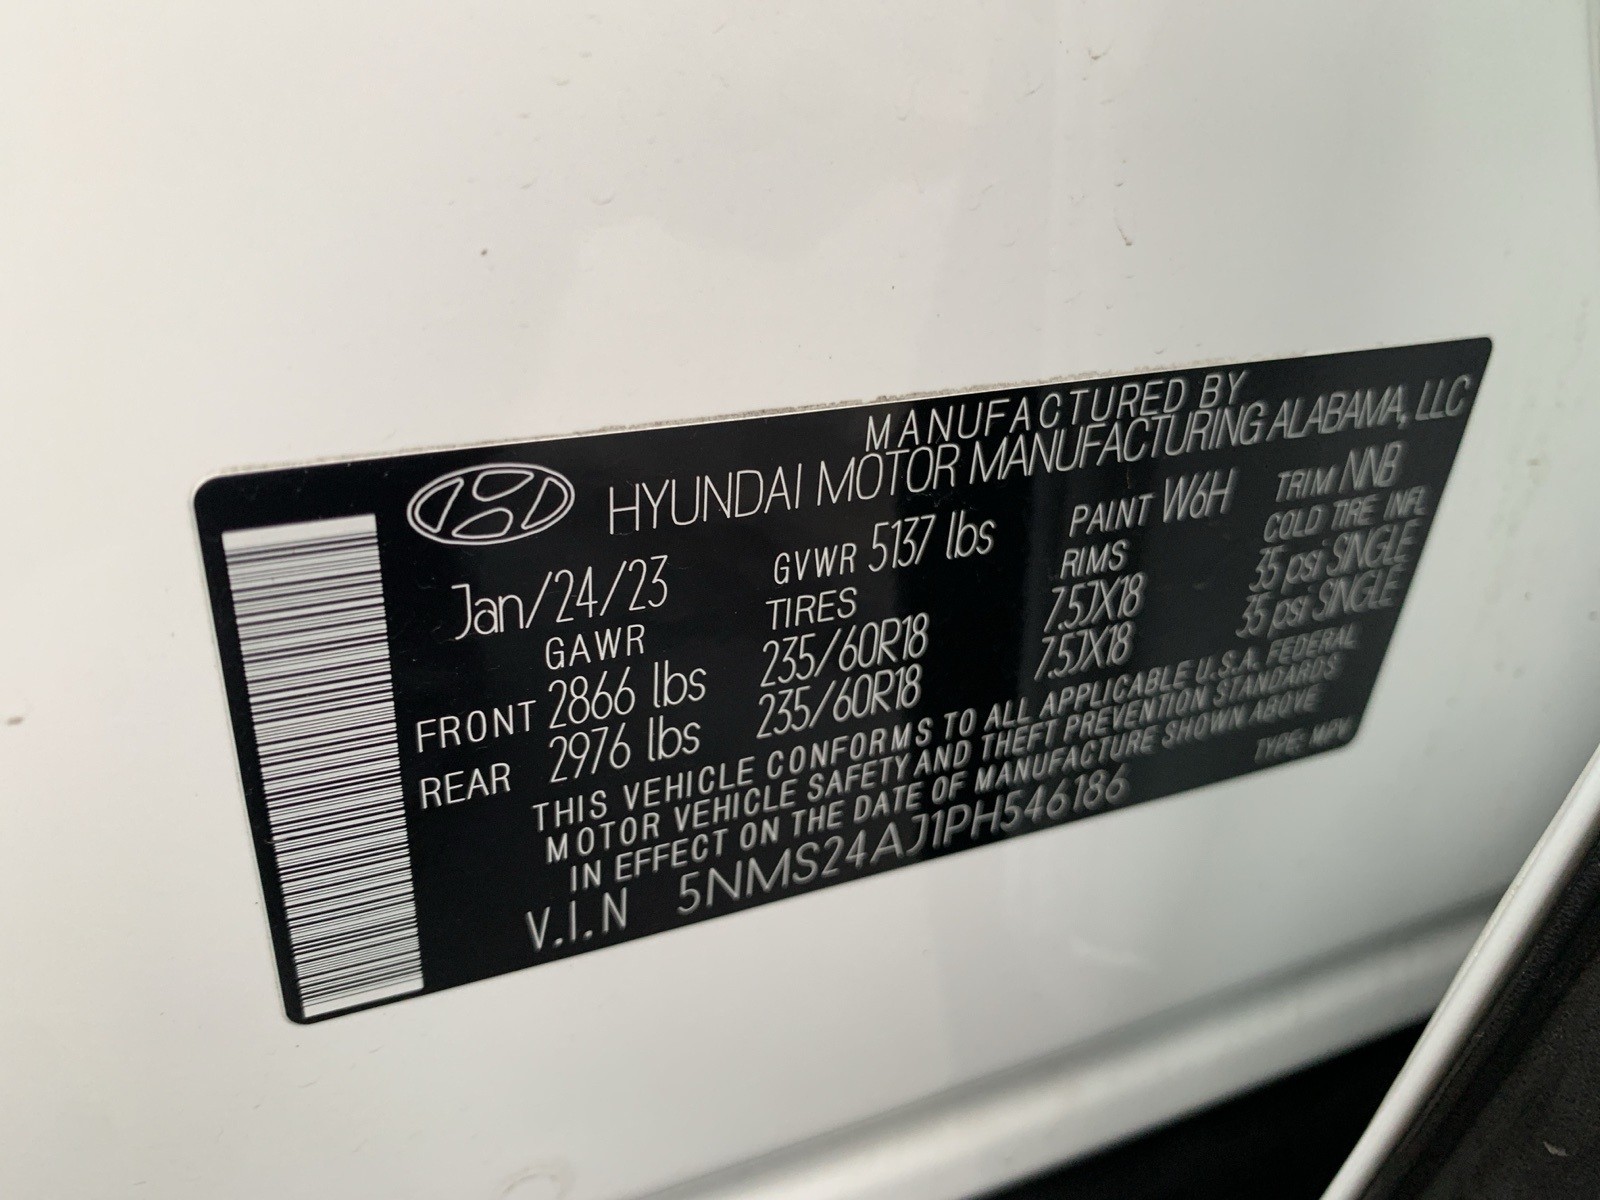 MANUFACTURED BY
HYUNDAI MOTOR MANUFACTURING ALABAMA, LLC
Jan/24/23 GVWR 5137 lbs PAINT W6H TRIM NNB
GAWR TIRES RIMS COLD TIRE INFL
FRONT 2866 lbs 235/60R18 7.5JX18 35 psi SINGLE
REAR 2976 lbs 235/60R18 7.5JX18 35 psi SINGLE
THIS VEHICLE CONFORMS TO ALL APPLICABLE U.S.A. FEDERAL
MOTOR VEHICLE SAFETY AND THEFT PREVENTION STANDARDS
IN EFFECT ON THE DATE OF MANUFACTURE SHOWN ABOVE
V.I.N 5NMS24AJ1PH546186 TYPE: MPV